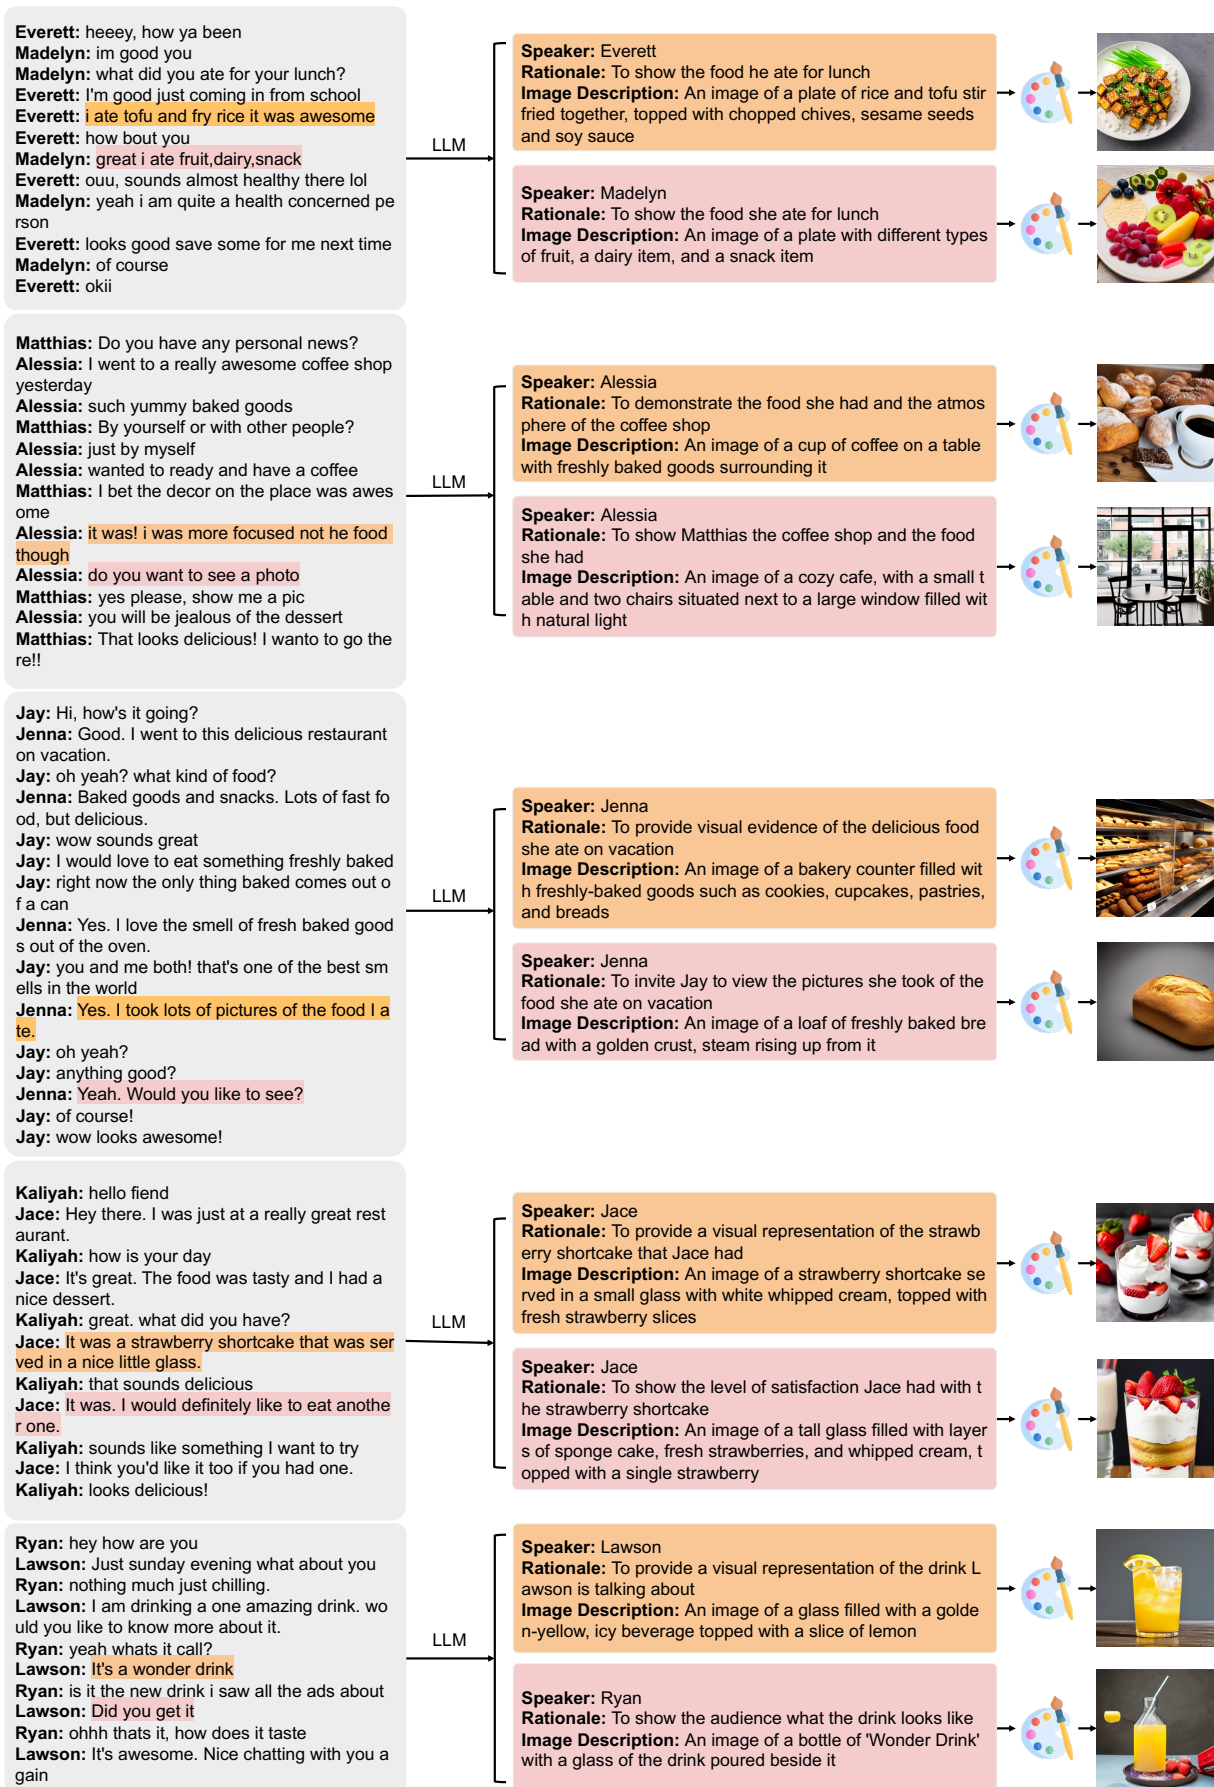 Everett: heeey, how ya been
Madelyn: im good you
Madelyn: what did you ate for your lunch?
Everett: I'm good just coming in from school
Everett: i ate tofu and fry rice it was awesome
Everett: how bout you
Madelyn: great i ate fruit,dairy,snack
Everett: ouu, sounds almost healthy there lol
Madelyn: yeah i am quite a health concerned pe
rson
Everett: looks good save some for me next time
Madelyn: of course
Everett: okii
LLM
Speaker: Everett
Rationale: To show the food he ate for lunch
Image Description: An image of a plate of rice and tofu stir
fried together, topped with chopped chives, sesame seeds
and soy sauce
Speaker: Madelyn
Rationale: To show the food she ate for lunch
Image Description: An image of a plate with different types
of fruit, a dairy item, and a snack item
Matthias: Do you have any personal news?
Alessia: I went to a really awesome coffee shop
yesterday
Alessia: such yummy baked goods
Matthias: By yourself or with other people?
Alessia: just by myself
Alessia: wanted to ready and have a coffee
Matthias: I bet the decor on the place was awes
ome
Alessia: it was! i was more focused not he food
though
Alessia: do you want to see a photo
Matthias: yes please, show me a pic
Alessia: you will be jealous of the dessert
Matthias: That looks delicious! I wanto to go the
re!!
LLM
Speaker: Alessia
Rationale: To demonstrate the food she had and the atmos
phere of the coffee shop
Image Description: An image of a cup of coffee on a table
with freshly baked goods surrounding it
Speaker: Alessia
Rationale: To show Matthias the coffee shop and the food
she had
Image Description: An image of a cozy cafe, with a small t
able and two chairs situated next to a large window filled wit
h natural light
Jay: Hi, how's it going?
Jenna: Good. I went to this delicious restaurant
on vacation.
Jay: oh yeah? what kind of food?
Jenna: Baked goods and snacks. Lots of fast fo
od, but delicious.
Jay: wow sounds great
Jay: I would love to eat something freshly baked
Jay: right now the only thing baked comes out o
f a can
Jenna: Yes. I love the smell of fresh baked good
s out of the oven.
Jay: you and me both! that's one of the best sm
ells in the world
Jenna: Yes. I took lots of pictures of the food I a
te.
Jay: oh yeah?
Jay: anything good?
Jenna: Yeah. Would you like to see?
Jay: of course!
Jay: wow looks awesome!
LLM
Speaker: Jenna
Rationale: To provide visual evidence of the delicious food
she ate on vacation
Image Description: An image of a bakery counter filled wit
h freshly-baked goods such as cookies, cupcakes, pastries,
and breads
Speaker: Jenna
Rationale: To invite Jay to view the pictures she took of the
food she ate on vacation
Image Description: An image of a loaf of freshly baked bre
ad with a golden crust, steam rising up from it
Kaliyah: hello fiend
Jace: Hey there. I was just at a really great rest
aurant.
Kaliyah: how is your day
Jace: It's great. The food was tasty and I had a
nice dessert.
Kaliyah: great. what did you have?
Jace: It was a strawberry shortcake that was ser
ved in a nice little glass.
Kaliyah: that sounds delicious
Jace: It was. I would definitely like to eat anothe
r one.
Kaliyah: sounds like something I want to try
Jace: I think you'd like it too if you had one.
Kaliyah: looks delicious!
LLM
Speaker: Jace
Rationale: To provide a visual representation of the strawb
erry shortcake that Jace had
Image Description: An image of a strawberry shortcake se
rved in a small glass with white whipped cream, topped with
fresh strawberry slices
Speaker: Jace
Rationale: To show the level of satisfaction Jace had with t
he strawberry shortcake
Image Description: An image of a tall glass filled with layer
s of sponge cake, fresh strawberries, and whipped cream, t
opped with a single strawberry
Ryan: hey how are you
Lawson: Just sunday evening what about you
Ryan: nothing much just chilling.
Lawson: I am drinking a one amazing drink. wo
uld you like to know more about it.
Ryan: yeah whats it call?
Lawson: It's a wonder drink
Ryan: is it the new drink i saw all the ads about
Lawson: Did you get it
Ryan: ohhh thats it, how does it taste
Lawson: It's awesome. Nice chatting with you a
gain
LLM
Speaker: Lawson
Rationale: To provide a visual representation of the drink L
awson is talking about
Image Description: An image of a glass filled with a golde
n-yellow, icy beverage topped with a slice of lemon
Speaker: Ryan
Rationale: To show the audience what the drink looks like
Image Description: An image of a bottle of 'Wonder Drink'
with a glass of the drink poured beside it